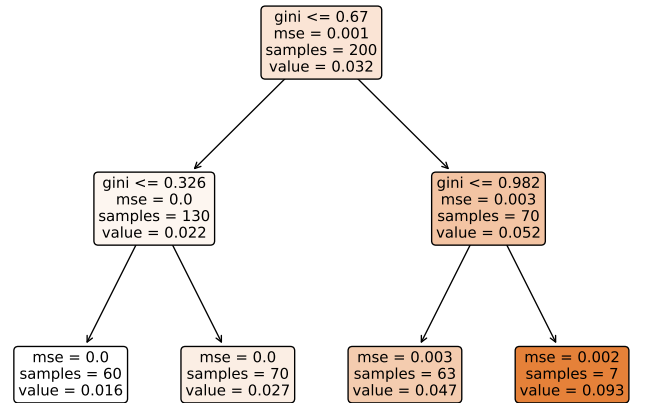 gini <= 0.67
mse = 0.001
samples = 200
value = 0.032
gini <= 0.326
mse = 0.0
samples = 130
value = 0.022
gini <= 0.982
mse = 0.003
samples = 70
value = 0.052
mse = 0.0
samples = 60
value = 0.016
mse = 0.0
samples = 70
value = 0.027
mse = 0.003
samples = 63
value = 0.047
mse = 0.002
samples = 7
value = 0.093